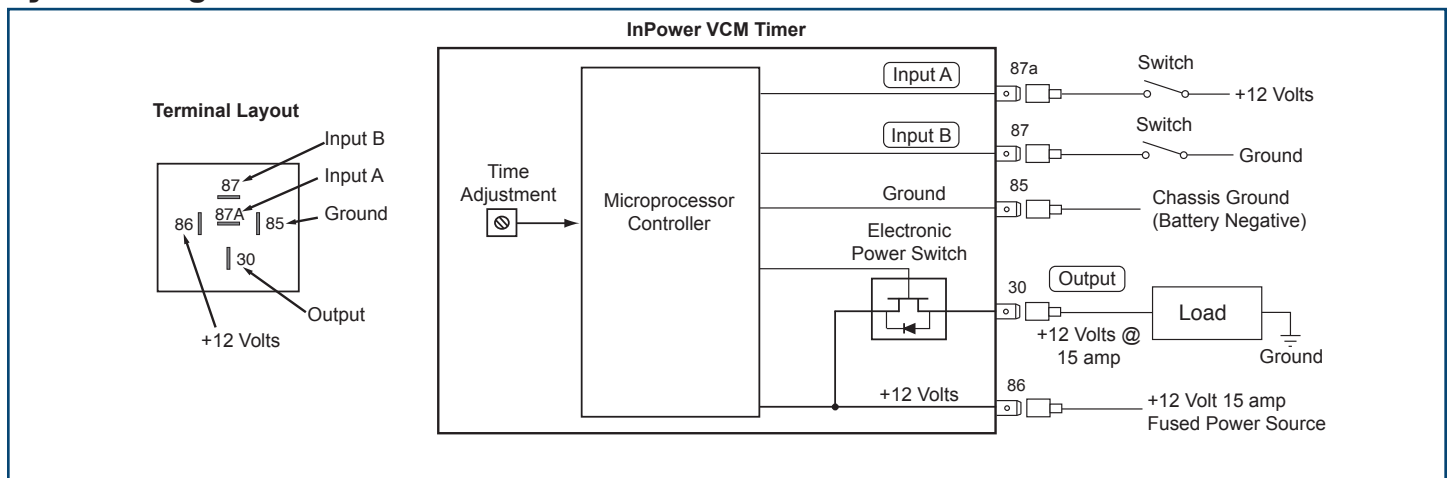 InPower VCM Timer
Terminal Layout
Input B
Input A
Ground
Output
+12 Volts
87
87A
86
85
30
Time
Adjustment
Microprocessor
Controller
Input A
87a
Switch
+12 Volts
Input B
87
Switch
Ground
Ground
85
Chassis Ground
(Battery Negative)
Electronic
Power Switch
30
Output
+12 Volts @
15 amp
Load
Ground
+12 Volts
86
+12 Volt 15 amp
Fused Power Source